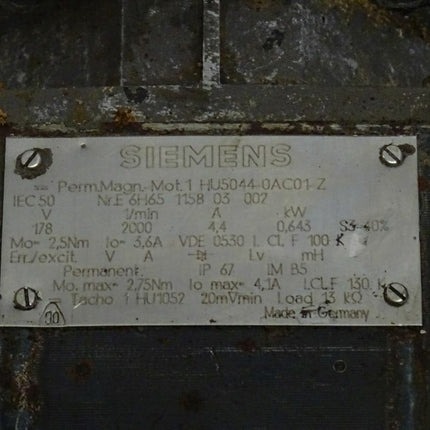 SIEMENS
Perm.Magn.-Mot.1 HU5044-0AC01-Z
IEC 50 Nr.E 6H65 1158 03 002
V 1/min A kW
178 2000 4,4 0,643 S3-40%
Mo= 2,5Nm Io= 3,6A VDE 0530 I. CL F 100 K
Err./excit. V A Lv mH
Permanent IP 67 IM B5
Mo. max= 2,75Nm Io max= 4,1A I.CL.F 130 K
Tacho 1 HU1052 20mVmin Load 13 KΩ
Made in Germany